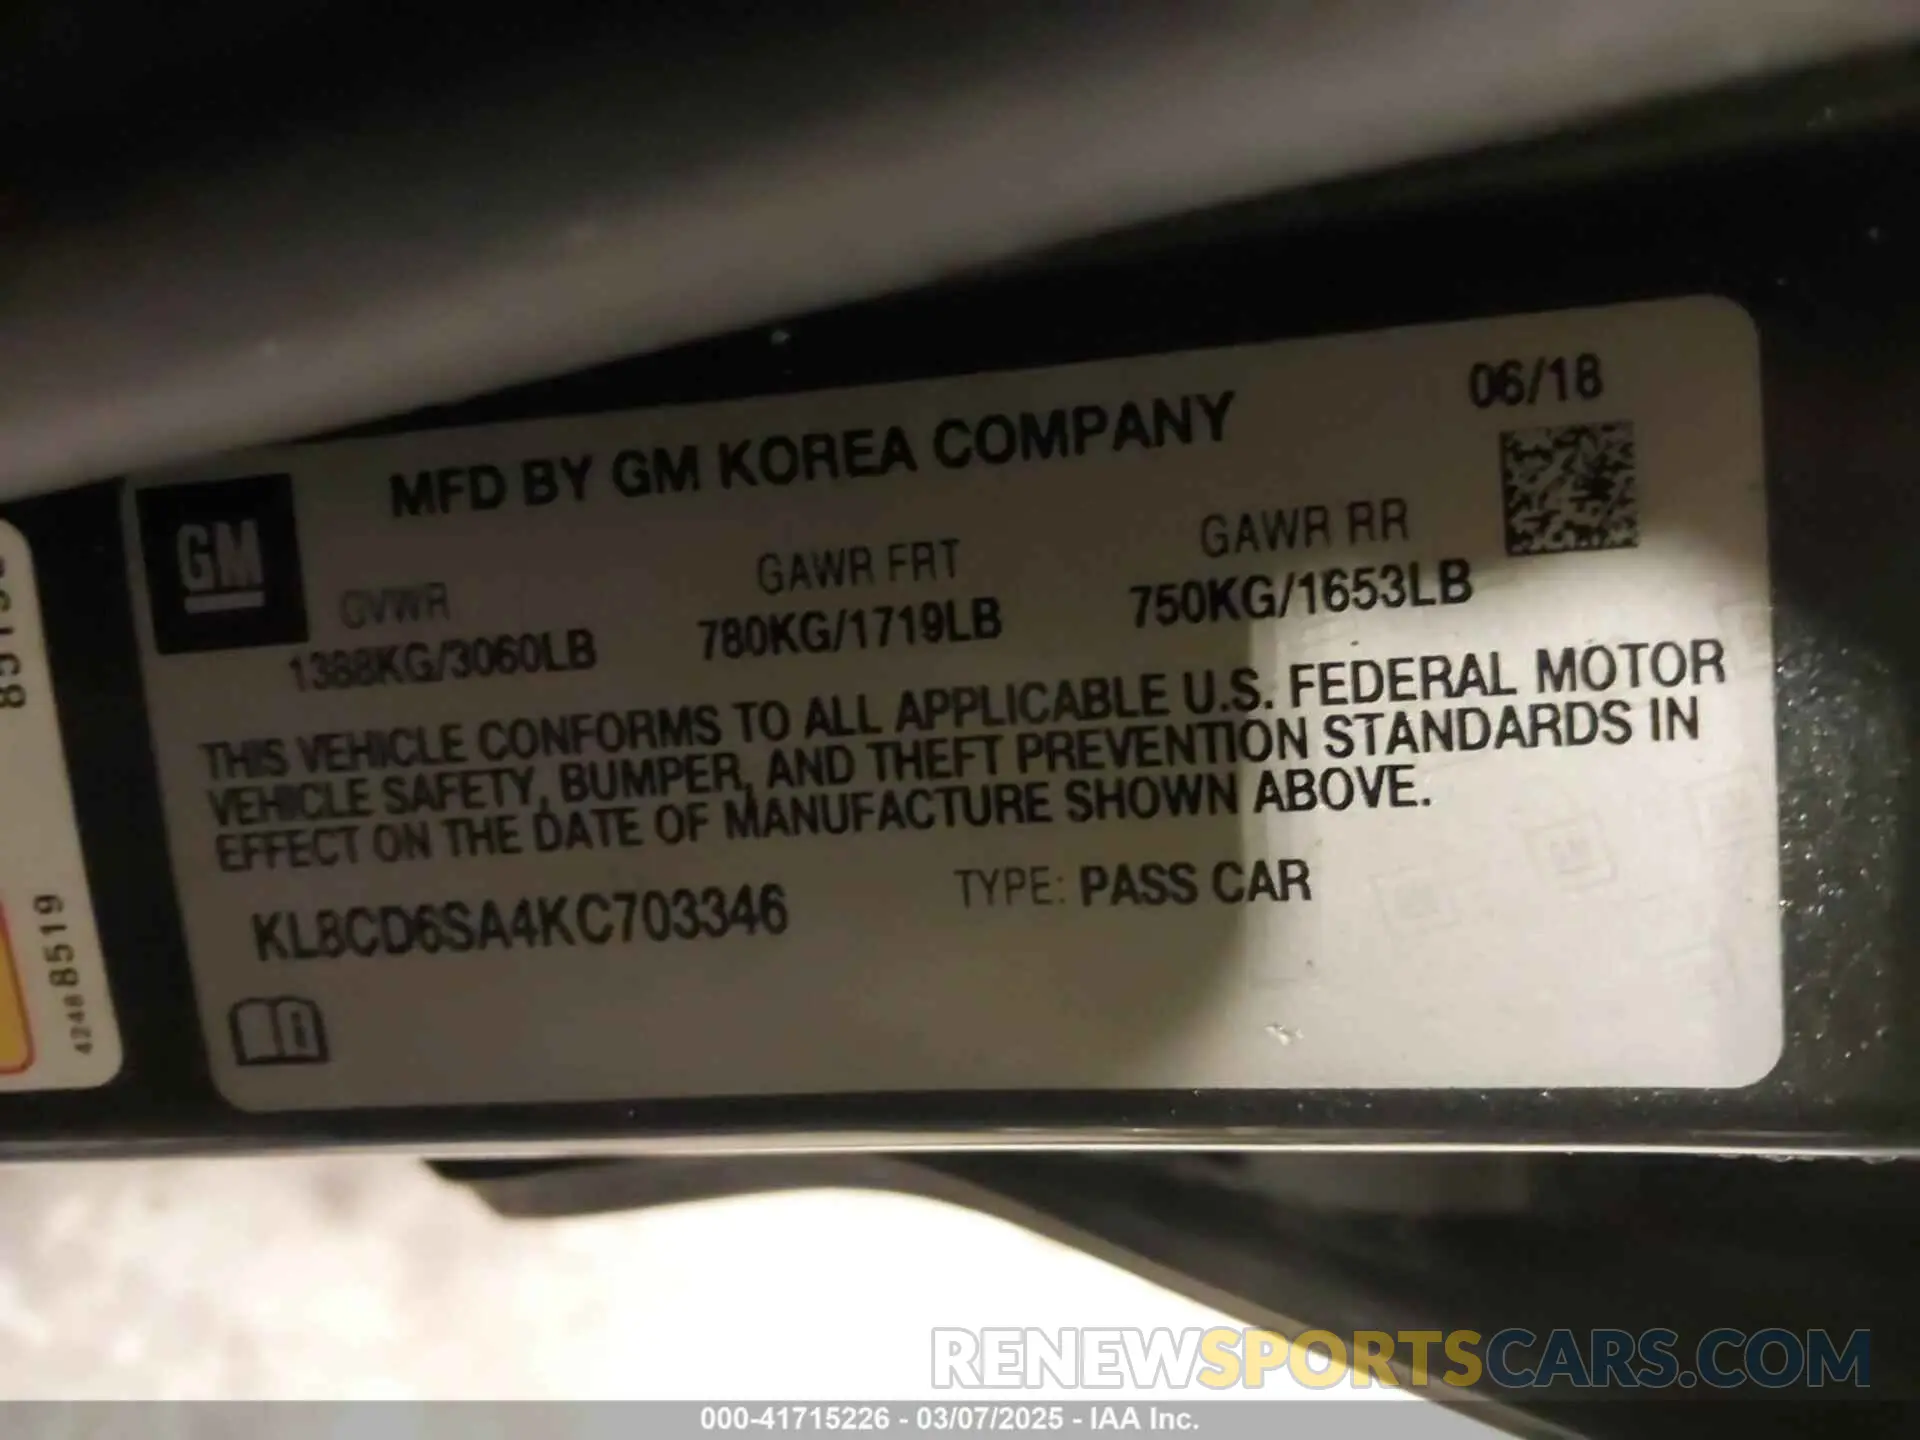 MFD BY GM KOREA COMPANY
06/18
GM
GVWR
GAWR FRT
GAWR RR
1388KG/3060LB
780KG/1719LB
750KG/1653LB
THIS VEHICLE CONFORMS TO ALL APPLICABLE U.S. FEDERAL MOTOR
VEHICLE SAFETY, BUMPER, AND THEFT PREVENTION STANDARDS IN
EFFECT ON THE DATE OF MANUFACTURE SHOWN ABOVE.
KL8CD6SA4KC703346
TYPE: PASS CAR
42488519
RENEWSPORTSCARS.COM
000-41715226 - 03/07/2025 - IAA Inc.